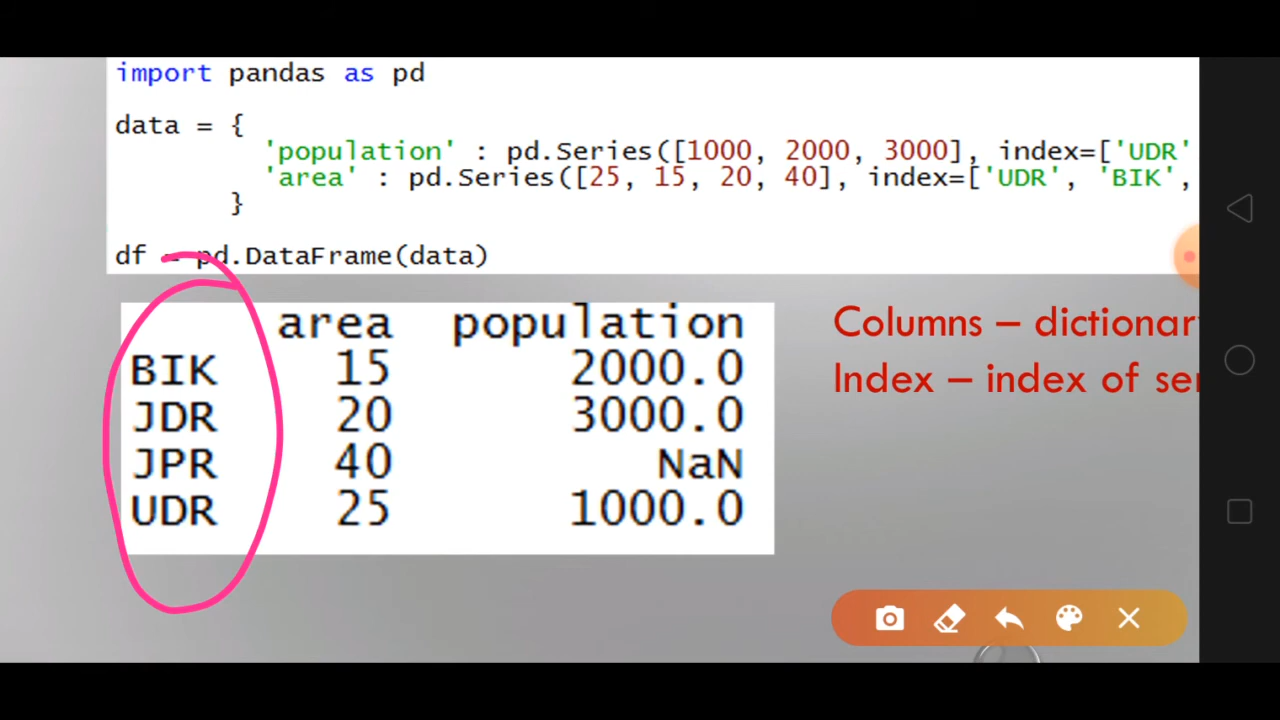 import pandas as pd
data = {
'population' : pd.Series([1000, 2000, 3000], index=['UDR'
'area' : pd.Series([25, 15, 20, 40], index=['UDR', 'BIK',
}
df = pd.DataFrame(data)
area population
BIK 15 2000.0
JDR 20 3000.0
JPR 40 NaN
UDR 25 1000.0
Columns – dictionar
Index – index of ser